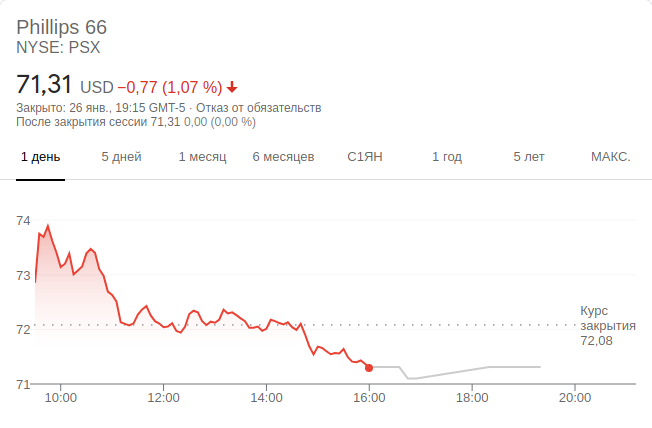 Phillips 66
NYSE: PSX
71,31 USD −0,77 (1,07 %)
Закрыто: 26 янв., 19:15 GMT-5 · Отказ от обязательств
После закрытия сессии 71,31 0,00 (0,00 %)
1 день 5 дней 1 месяц 6 месяцев С1ЯН 1 год 5 лет МАКС.
74
73
72
71
Курс
закрытия
72,08
10:00 12:00 14:00 16:00 18:00 20:00